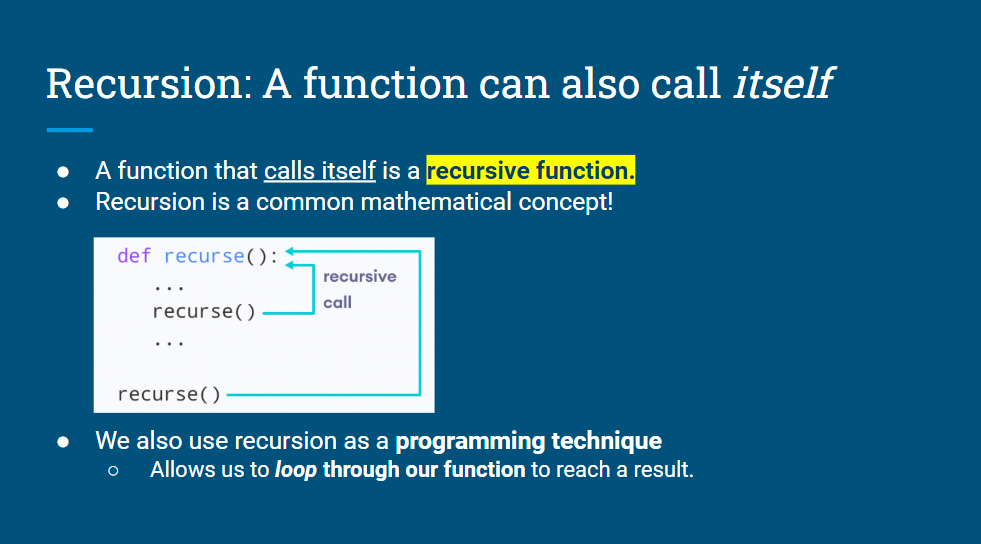 Recursion: A function can also call itself
● A function that calls itself is a recursive function.
● Recursion is a common mathematical concept!
def recurse():
...
recursive
call
recurse()
...
recurse()
● We also use recursion as a programming technique
○ Allows us to loop through our function to reach a result.